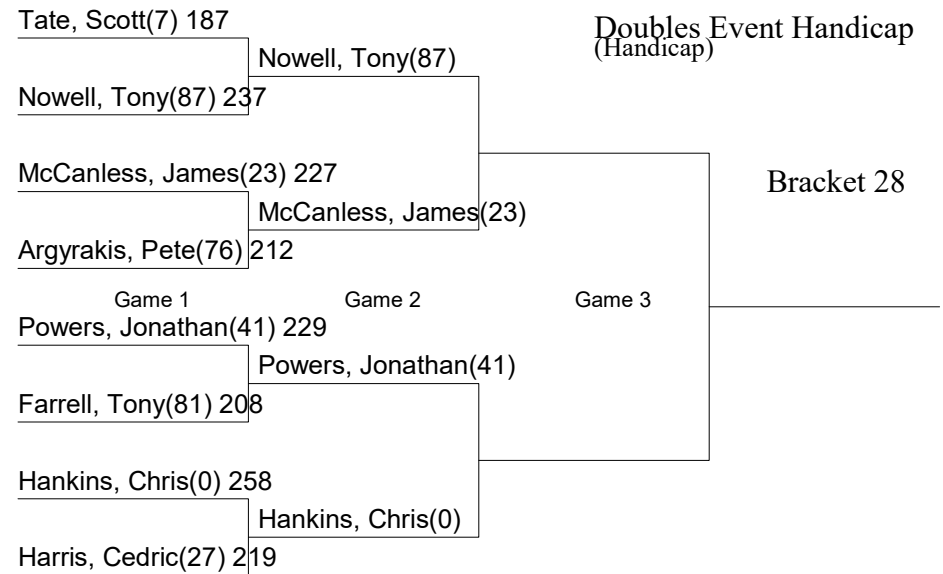 Tate, Scott(7) 187
Doubles Event Handicap
(Handicap)
Nowell, Tony(87)
Nowell, Tony(87) 237
McCanless, James(23) 227
Bracket 28
McCanless, James(23)
Argyrakis, Pete(76) 212
Game 1 Game 2 Game 3
Powers, Jonathan(41) 229
Powers, Jonathan(41)
Farrell, Tony(81) 208
Hankins, Chris(0) 258
Hankins, Chris(0)
Harris, Cedric(27) 219